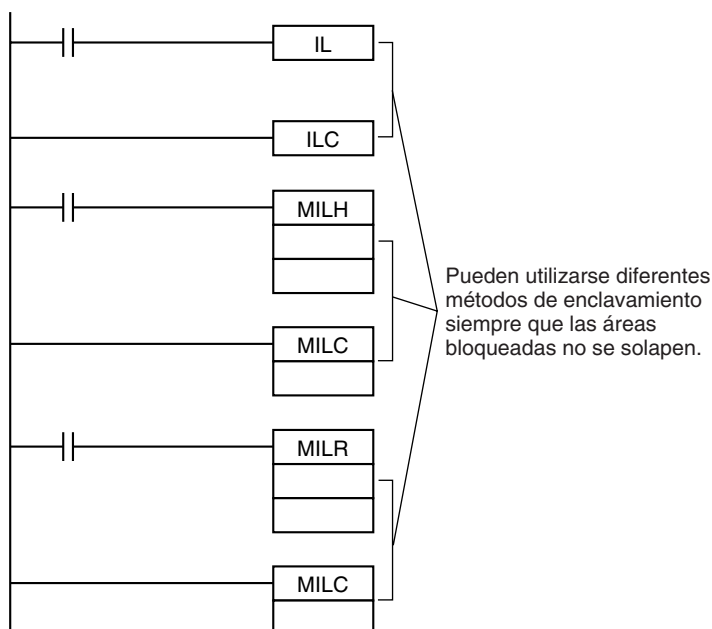 IL
ILC
MILH
Pueden utilizarse diferentes
métodos de enclavamiento
siempre que las áreas
bloqueadas no se solapen.
MILC
MILR
MILC